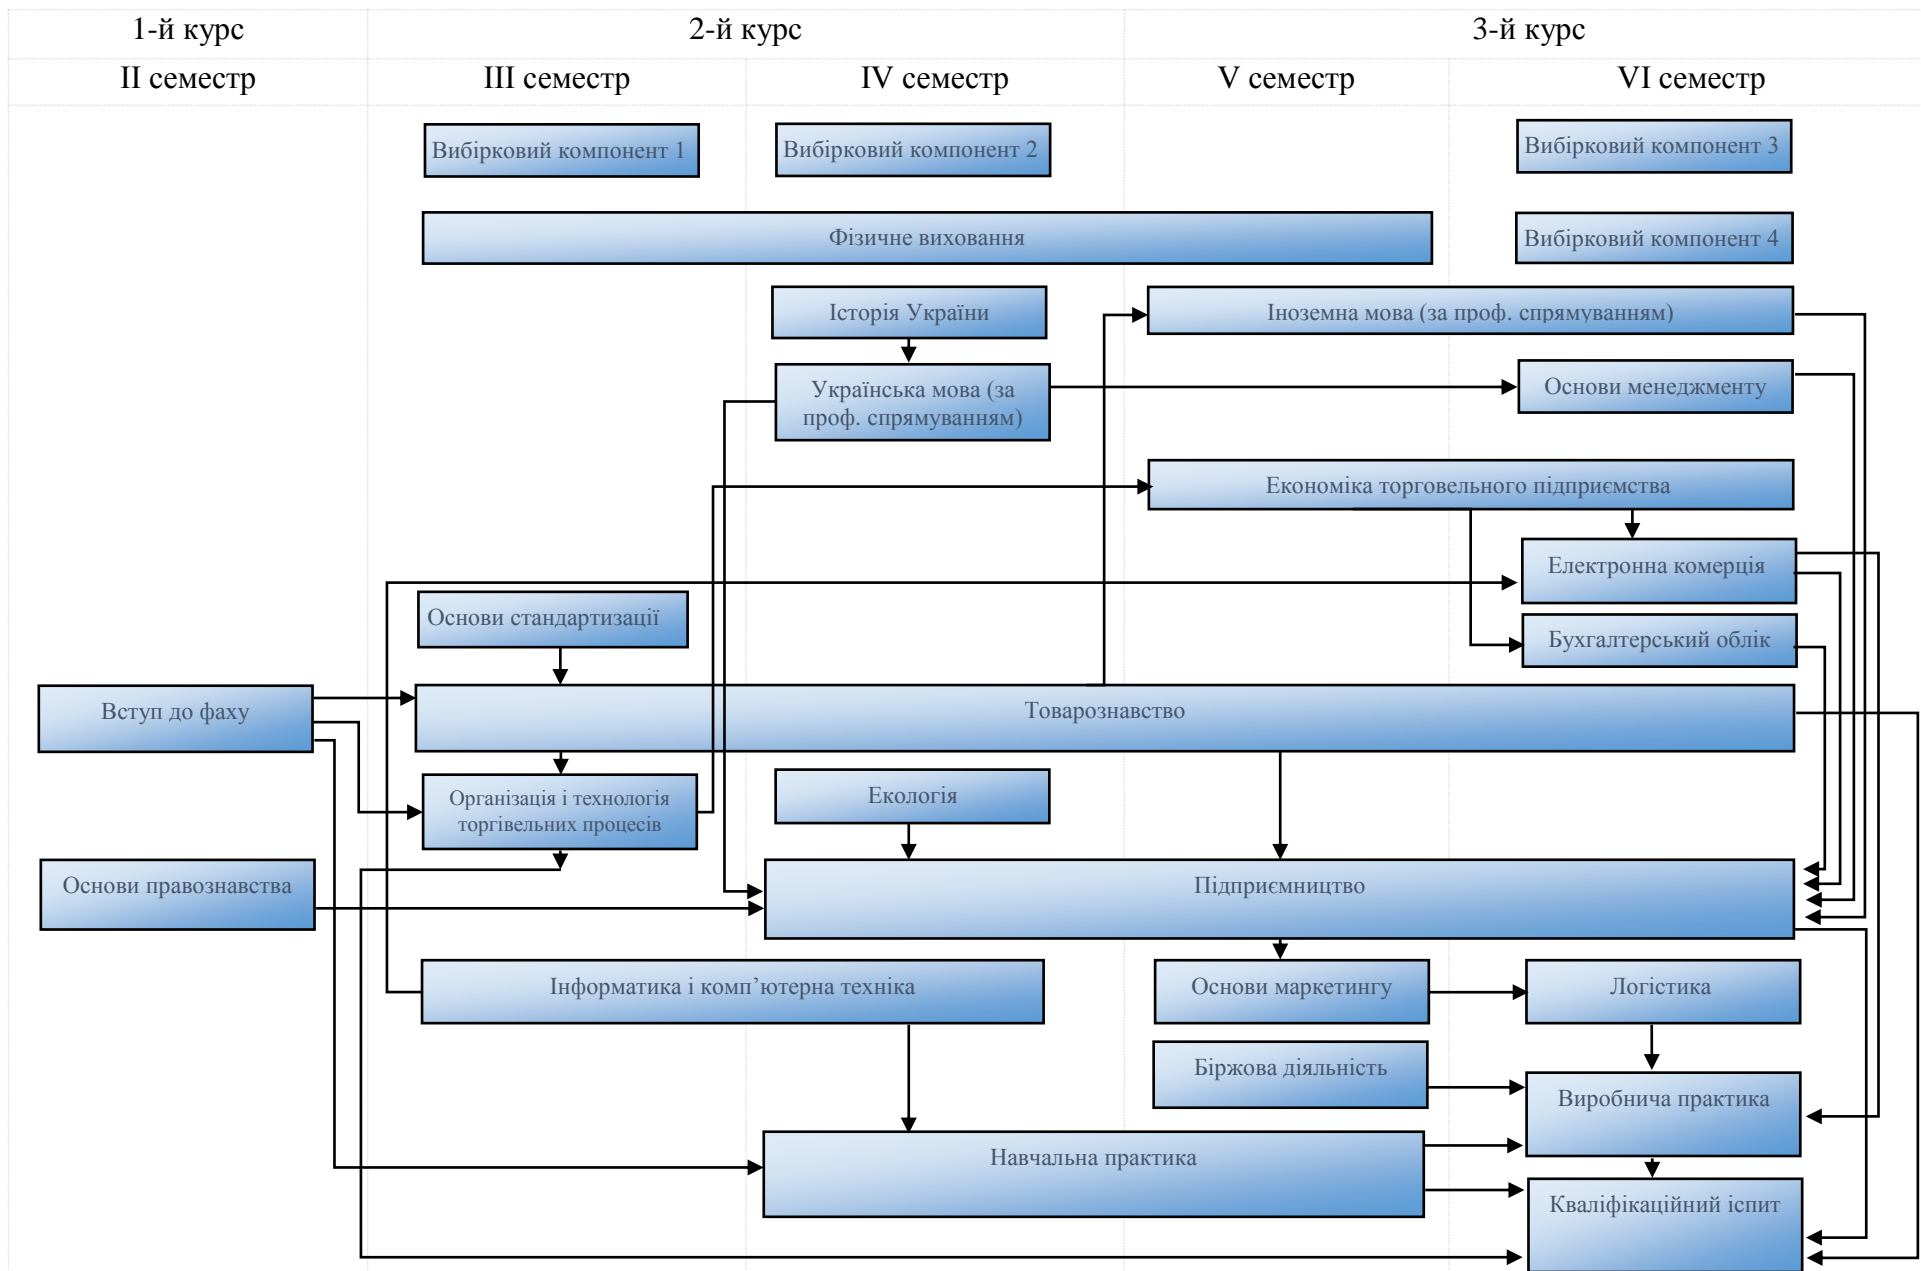 1-й курс
2-й курс
3-й курс
II семестр
III семестр
IV семестр
V семестр
VI семестр
Вибірковий компонент 1
Вибірковий компонент 2
Вибірковий компонент 3
Фізичне виховання
Вибірковий компонент 4
Історія України
Іноземна мова (за проф. спрямуванням)
Українська мова (за
проф. спрямуванням)
Основи менеджменту
Економіка торговельного підприємства
Електронна комерція
Основи стандартизації
Бухгалтерський облік
Вступ до фаху
Товарознавство
Організація і технологія
торгівельних процесів
Екологія
Основи правознавства
Підприємництво
Інформатика і комп’ютерна техніка
Основи маркетингу
Логістика
Біржова діяльність
Виробнича практика
Навчальна практика
Кваліфікаційний іспит